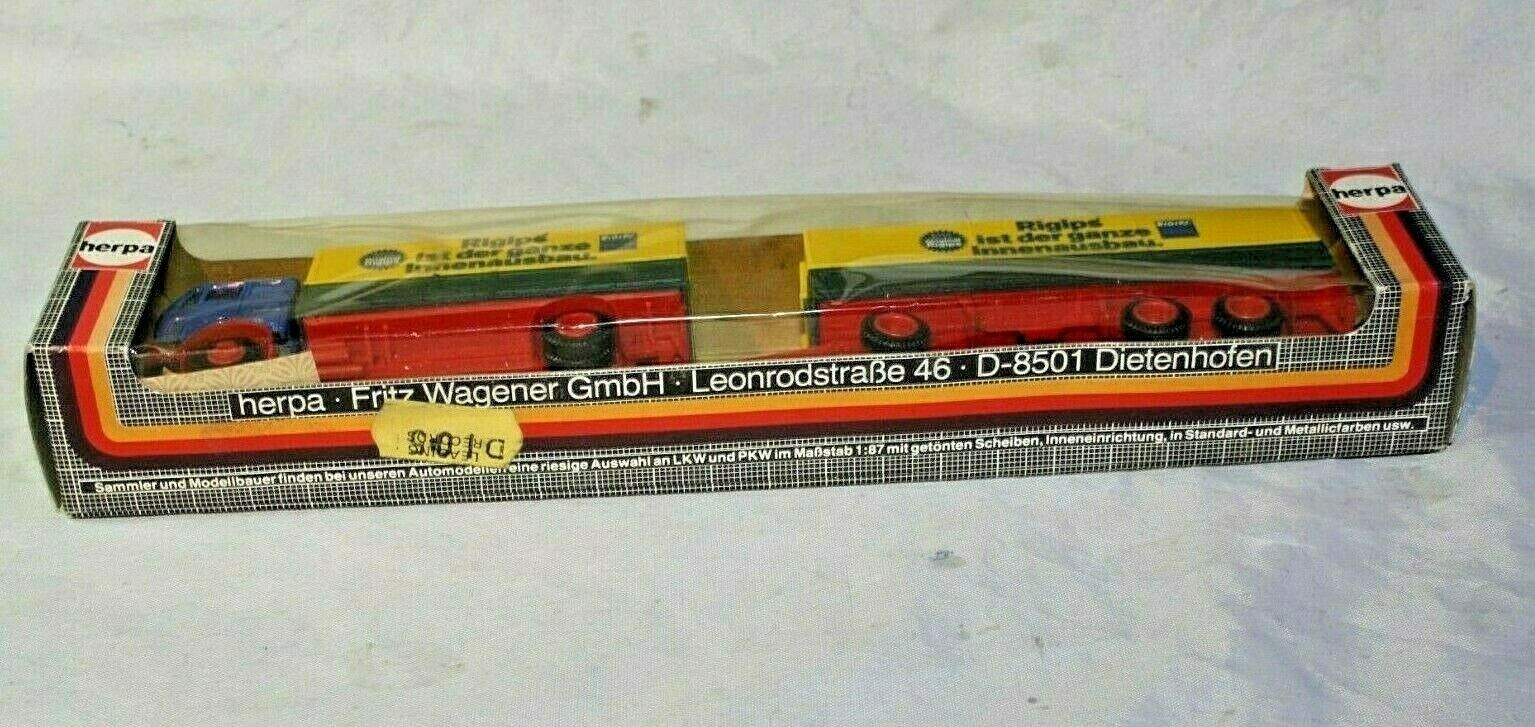 herpa
herpa
Rigips
ist der ganze
Innenausbau.
Rigips
ist der ganze
Innenausbau.
herpa · Fritz Wagener GmbH · Leonrodstraße 46 · D-8501 Dietenhofen
Sammler und Modellbauer finden bei unseren Automodellen eine riesige Auswahl an LKW und PKW im Maßstab 1:87 mit getönten Scheiben, Inneneinrichtung, in Standard- und Metallicfarben usw.